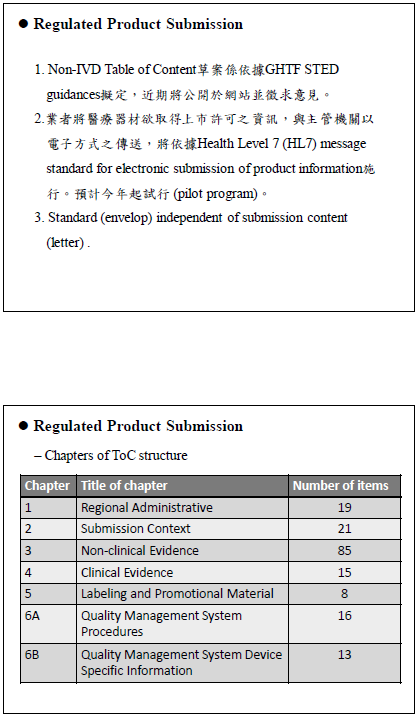 ● Regulated Product Submission
1. Non-IVD Table of Content草案係依據GHTF STED
guidances擬定，近期將公開於網站並徵求意見。
2.業者將醫療器材欲取得上市許可之資訊，與主管機關以
電子方式之傳送，將依據Health Level 7 (HL7) message
standard for electronic submission of product information施
行。預計今年起試行 (pilot program)。
3. Standard (envelop) independent of submission content
(letter) .
● Regulated Product Submission
– Chapters of ToC structure
Chapter Title of chapter Number of items
1 Regional Administrative 19
2 Submission Context 21
3 Non-clinical Evidence 85
4 Clinical Evidence 15
5 Labeling and Promotional Material 8
6A Quality Management System 16
Procedures
6B Quality Management System Device 13
Specific Information